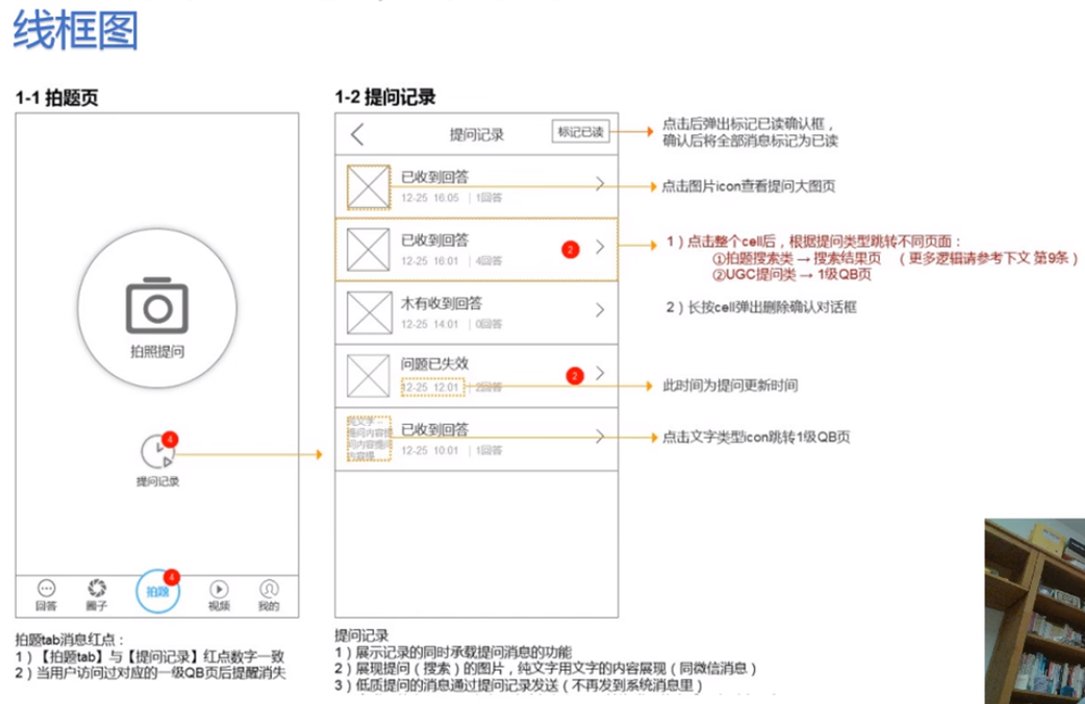 线框图
1-1 拍题页
拍照提问
4
提问记录
回答
圈子
拍题
4
视频
我的
拍题tab消息红点：
1）【拍题tab】与【提问记录】红点数字一致
2）当用户访问过对应的一级QB页后提醒消失
1-2 提问记录
提问记录
标记已读
已收到回答
12-25 16:05 | 1回答
已收到回答
12-25 16:01 | 4回答
2
木有收到回答
12-25 14:01 | 0回答
问题已失效
12-25 12:01 | 2回答
2
纯文字
提问内容提
问内容提问
内容提
已收到回答
12-25 10:01 | 1回答
提问记录
1）展示记录的同时承载提问消息的功能
2）展现提问（搜索）的图片，纯文字用文字的内容展现（同微信消息）
3）低质提问的消息通过提问记录发送（不再发到系统消息里）
点击后弹出标记已读确认框，
确认后将全部消息标记为已读
点击图片icon查看提问大图页
1）点击整个cell后，根据提问类型跳转不同页面：
①拍题搜索类 → 搜索结果页 （更多逻辑请参考下文 第9条）
②UGC提问类 → 1级QB页
2）长按cell弹出删除确认对话框
此时间为提问更新时间
点击文字类型icon跳转1级QB页